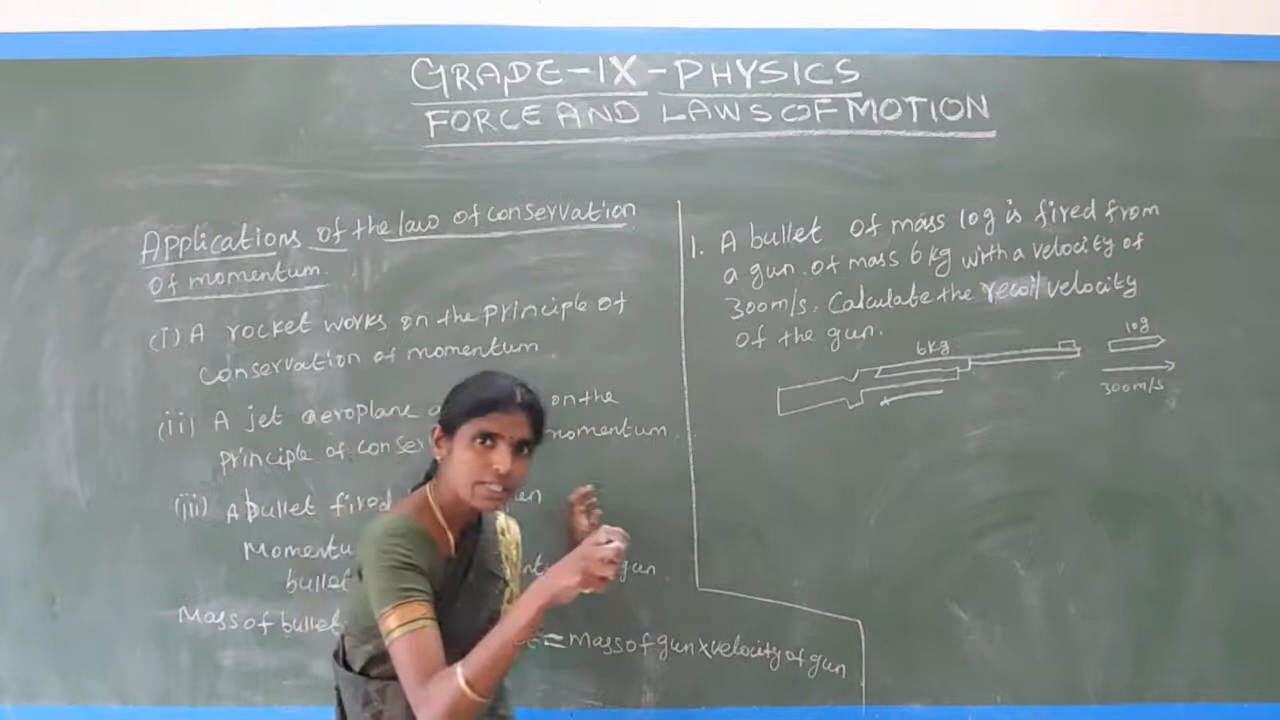 GRADE-IX-PHYSICS
FORCE AND LAWS OF MOTION
Applications of the law of conservation
of momentum.
(i) A rocket works on the principle of
conservation of momentum
(ii) A jet aeroplane on the
principle of momentum
(iii) A bullet fired
Momentu
bullet gun
Mass of bullet = mass of gun x velocity of gun
1. A bullet of mass 10g is fired from
a gun of mass 6kg with a velocity of
300m/s. Calculate the recoil velocity
of the gun.
6kg
10g
300m/s